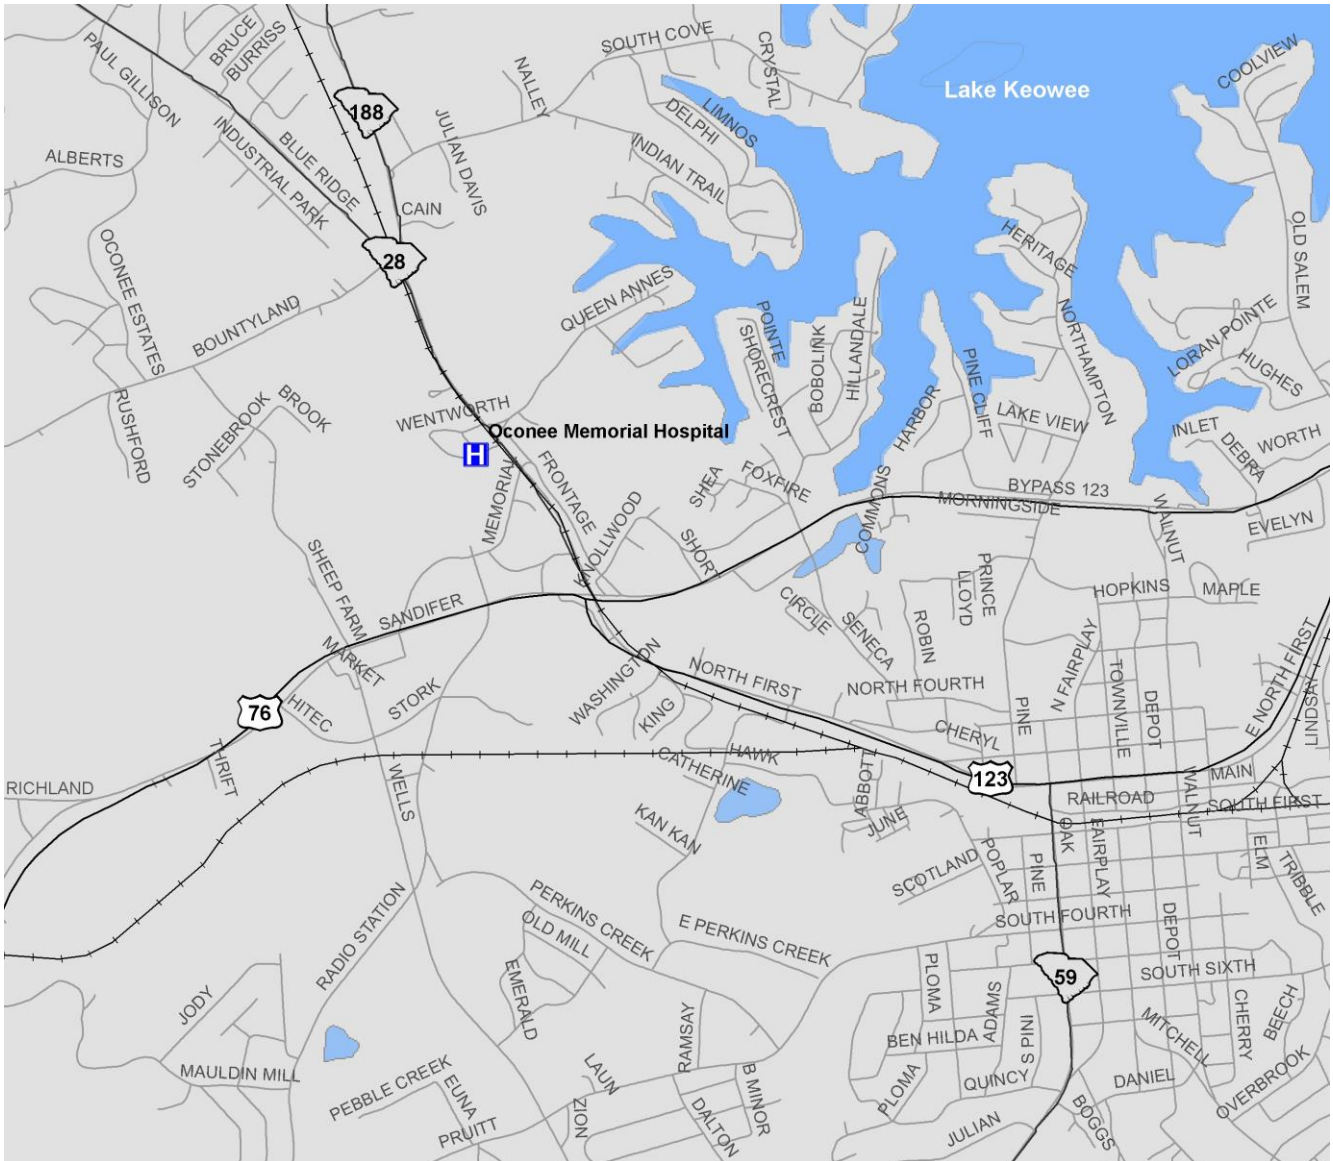 BRUCE
BURRISS
PAUL GILLISON
SOUTH COVE
CRYSTAL
COOLVIEW
NALLEY
Lake Keowee
188
LIMNOS
DELPHI
JULIAN DAVIS
INDUSTRIAL PARK
BLUE RIDGE
INDIAN TRAIL
ALBERTS
CAIN
OLD SALEM
HERITAGE
28
OCONEE ESTATES
QUEEN ANNES
BOUNTYLAND
POINTE
SHORECREST
BOBOLINK
HILLANDALE
NORTHAMPTON
LORAN POINTE
HUGHES
PINE CLIFF
HARBOR
RUSHFORD
STONEBROOK
BROOK
WENTWORTH
LAKE VIEW
INLET
DEBRA
WORTH
Oconee Memorial Hospital
H
FRONTAGE
MEMORIAL
SHEA
FOXFIRE
COMMONS
BYPASS 123
MORNINGSIDE
WALNUT
EVELYN
KNOLLWOOD
SHORT
SHEEP FARM
SANDIFER
CIRCLE
SENECA
ROBIN
LLOYD
PRINCE
HOPKINS
MAPLE
MARKET
STORK
WASHINGTON
KING
NORTH FIRST
NORTH FOURTH
PINE
N FAIRPLAY
TOWNVILLE
DEPOT
E NORTH FIRST
LINDSAY
76
HITEC
THRIFT
CHERYL
HAWK
CATHERINE
RICHLAND
WELLS
ABBOTT
123
MAIN
RAILROAD
WALNUT
SOUTH FIRST
KAN KAN
JUNE
OAK
FAIRPLAY
SCOTLAND
POPLAR
PINE
ELM
TRIBBLE
PERKINS CREEK
OLD MILL
E PERKINS CREEK
SOUTH FOURTH
DEPOT
RADIO STATION
EMERALD
PLOMA
ADAMS
59
SOUTH SIXTH
JODY
RAMSAY
BEN HILDA
S PINE
MITCHELL
CHERRY
BEECH
MAULDIN MILL
PEBBLE CREEK
EUNA
LAUN
ZION
B MINOR
PLOMA
QUINCY
DANIEL
OVERBROOK
PRUITT
DALTON
JULIAN
BOGGS